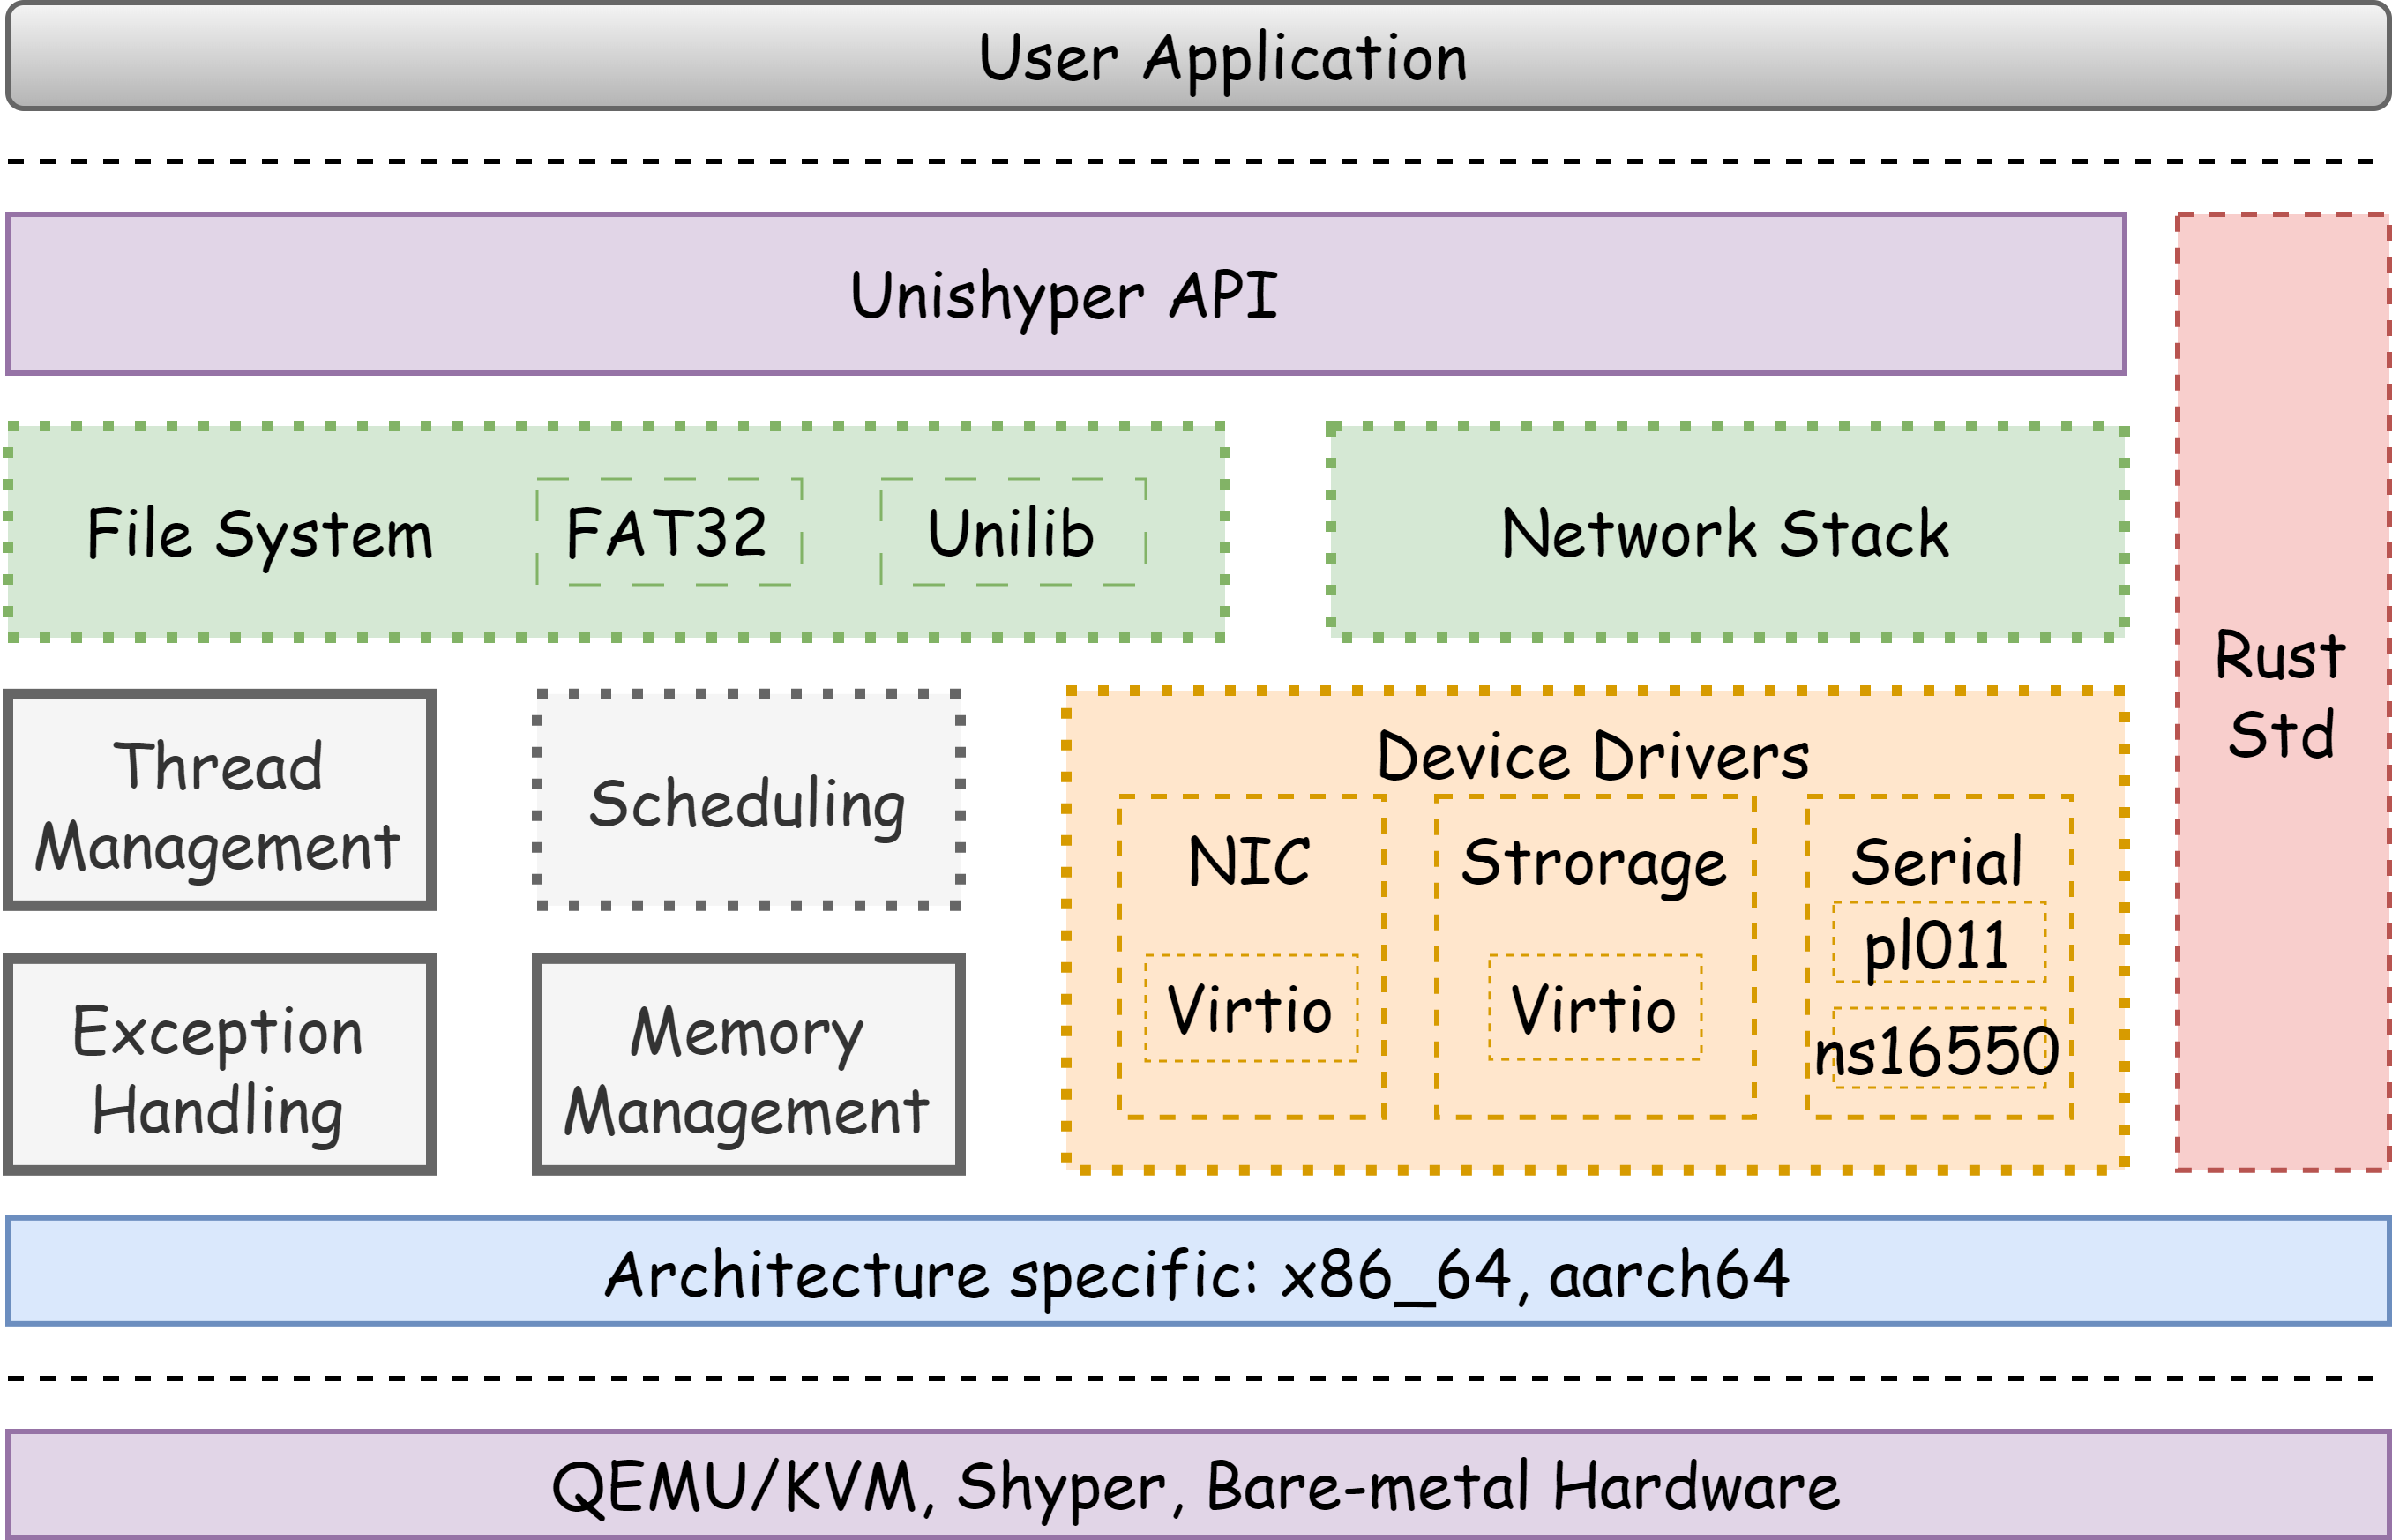 User Application
Unishyper API
File System
FAT32
Unilib
Network Stack
Rust
Std
Thread
Management
Scheduling
Device Drivers
NIC
Virtio
Strorage
Virtio
Serial
pl011
ns16550
Exception
Handling
Memory
Management
Architecture specific: x86_64, aarch64
QEMU/KVM, Shyper, Bare-metal Hardware